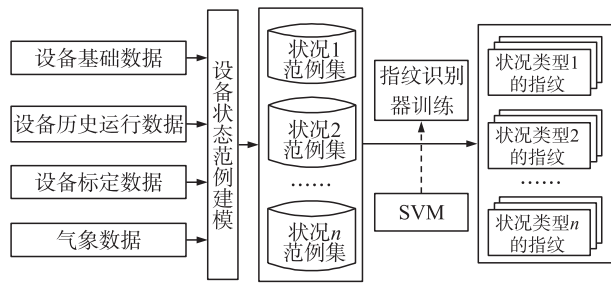 设备基础数据
设备历史运行数据
设备标定数据
气象数据
设备状态范例建模
状况1
范例集
状况2
范例集
……
状况n
范例集
指纹识别
器训练
SVM
状况类型1
的指纹
状况类型2
的指纹
……
状况类型n
的指纹